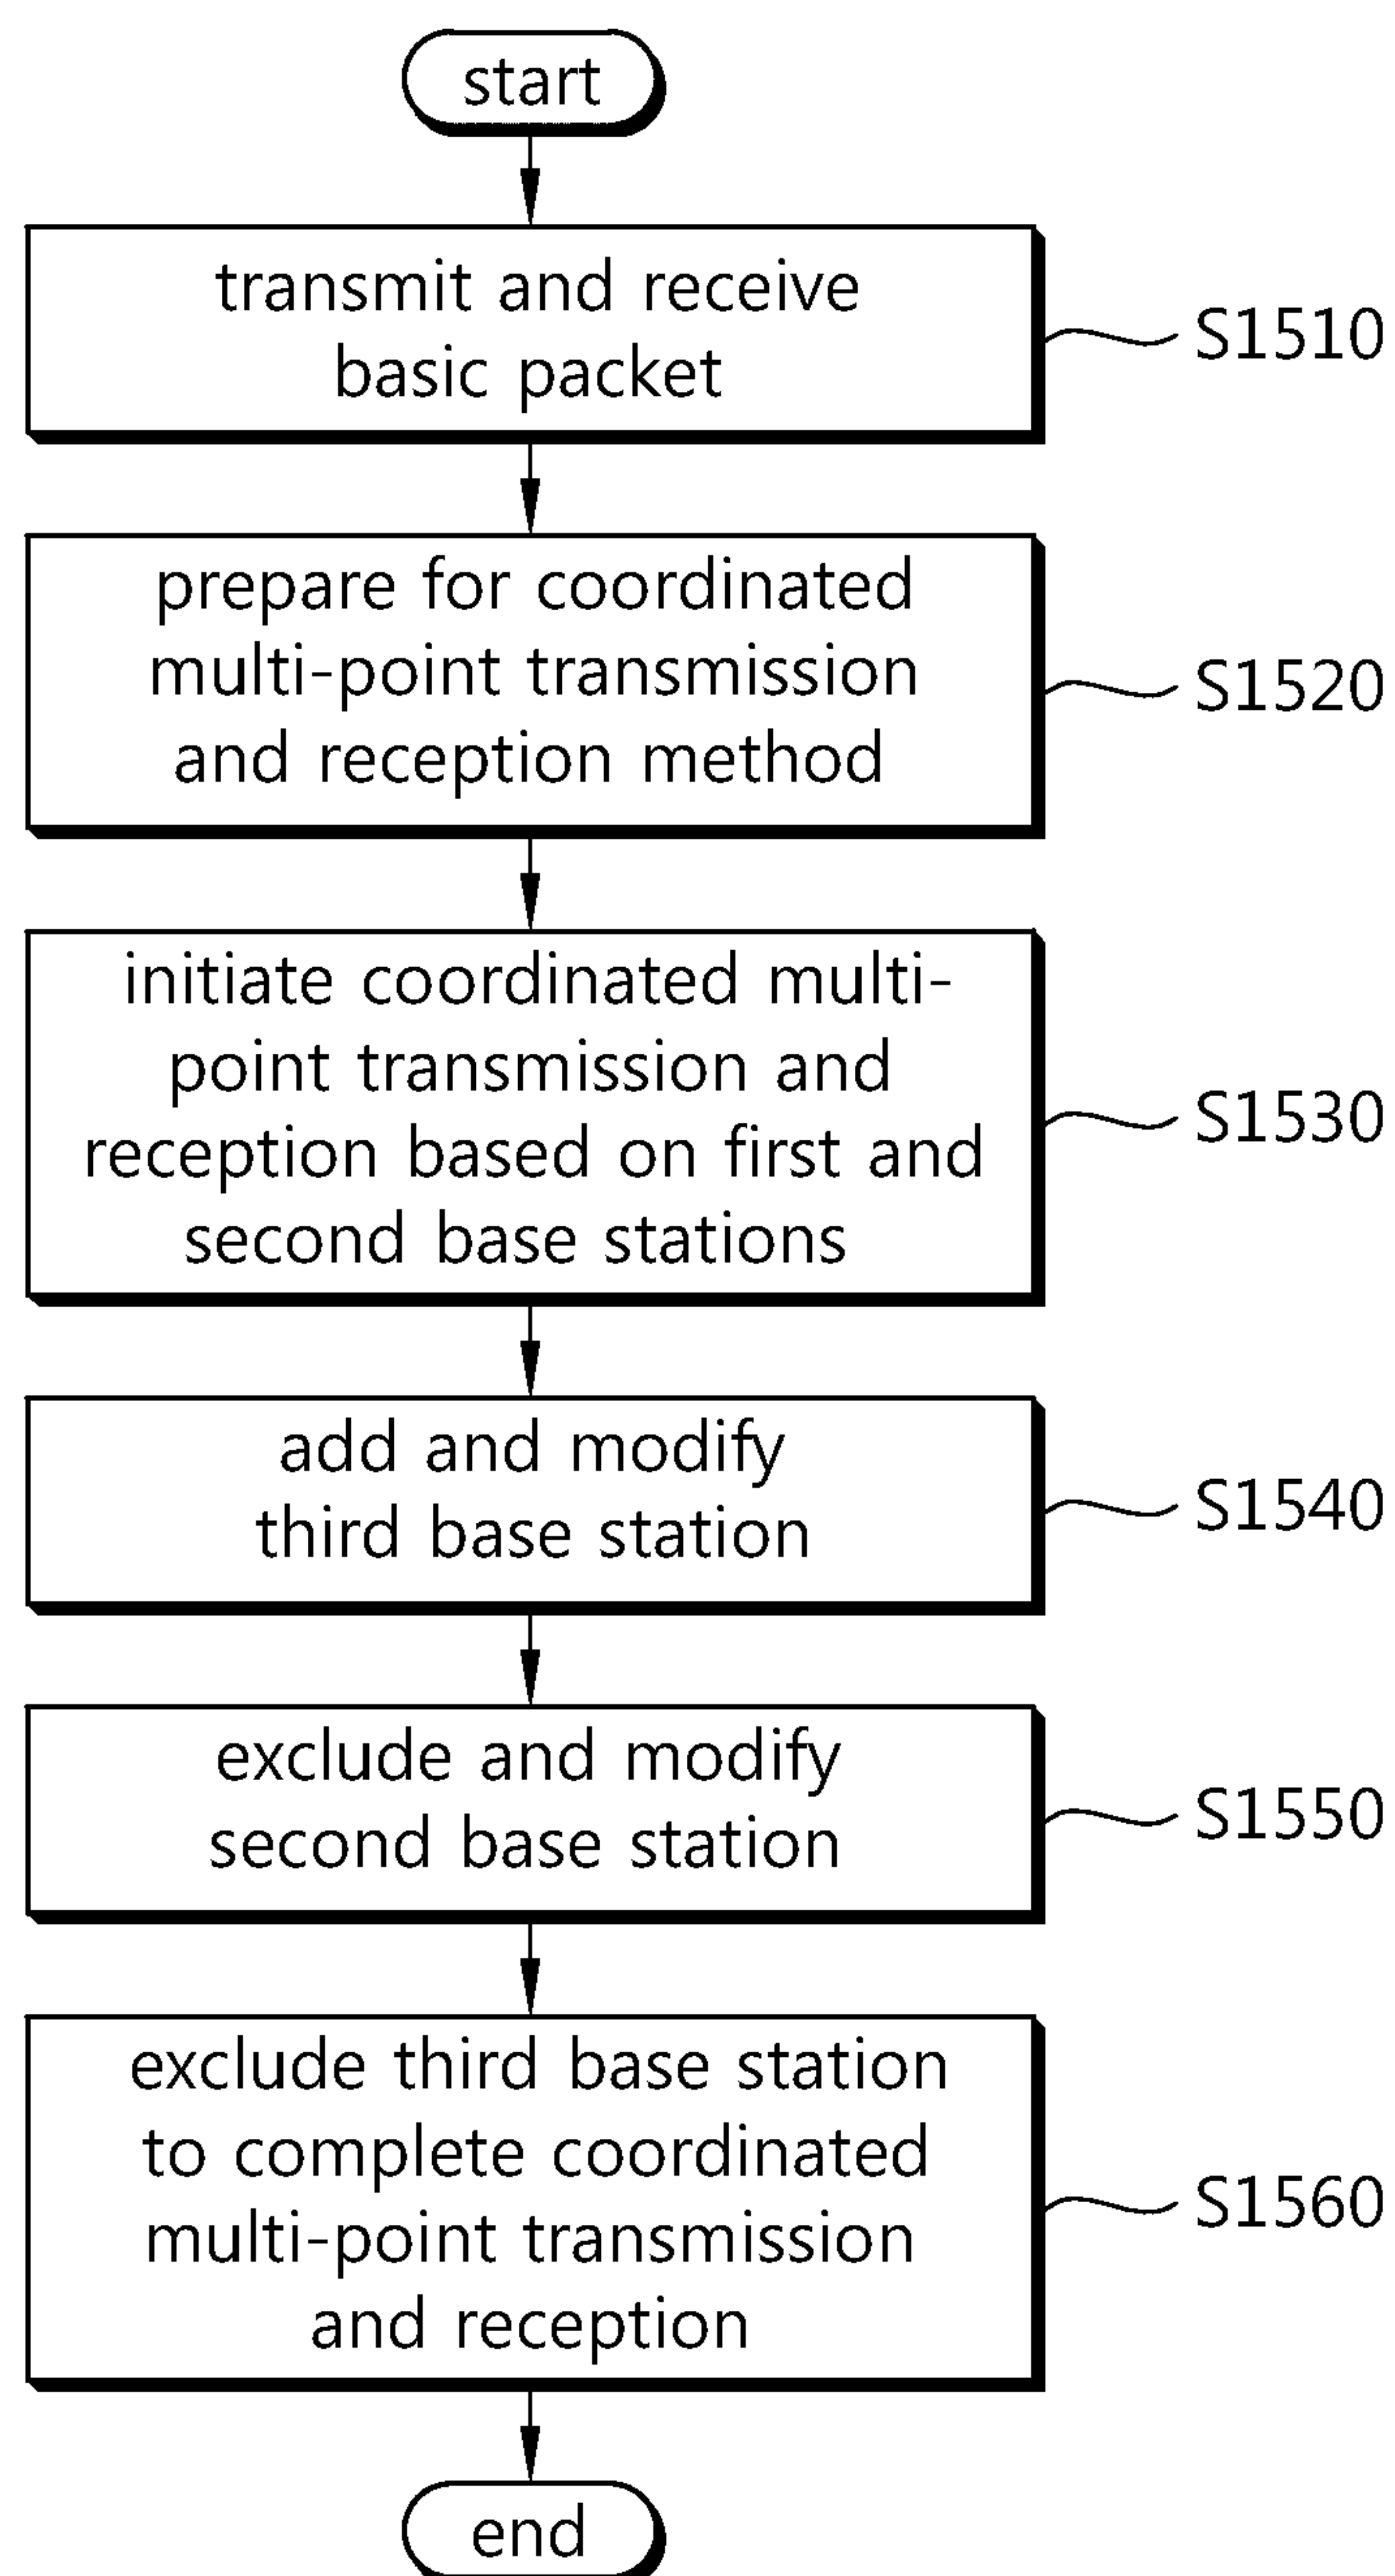 start
transmit and receive
basic packet
S1510
prepare for coordinated
multi-point transmission
and reception method
S1520
initiate coordinated multi-
point transmission and
reception based on first and
second base stations
S1530
add and modify
third base station
S1540
exclude and modify
second base station
S1550
exclude third base station
to complete coordinated
multi-point transmission
and reception
S1560
end